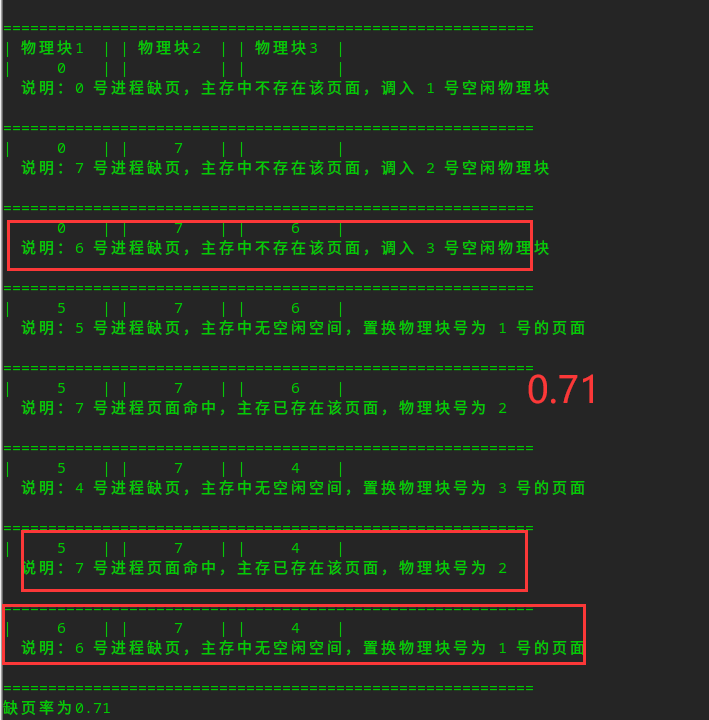 ======================================================
| 物理块1 | | 物理块2 | | 物理块3 |
| 0 | | | | |
说明: 0 号进程缺页, 主存中不存在该页面, 调入 1 号空闲物理块
======================================================
| 0 | | 7 | | |
说明: 7 号进程缺页, 主存中不存在该页面, 调入 2 号空闲物理块
======================================================
0 | | 7 | | 6 |
说明: 6 号进程缺页, 主存中不存在该页面, 调入 3 号空闲物理块
======================================================
| 5 | | 7 | | 6 |
说明: 5 号进程缺页, 主存中无空闲空间, 置换物理块号为 1 号的页面
======================================================
| 5 | | 7 | | 6 |
0.71
说明: 7 号进程页面命中, 主存已存在该页面, 物理块号为 2
======================================================
| 5 | | 7 | | 4 |
说明: 4 号进程缺页, 主存中无空闲空间, 置换物理块号为 3 号的页面
======================================================
| 5 | | 7 | | 4 |
说明: 7 号进程页面命中, 主存已存在该页面, 物理块号为 2
======================================================
| 6 | | 7 | | 4 |
说明: 6 号进程缺页, 主存中无空闲空间, 置换物理块号为 1 号的页面
======================================================
缺页率为0.71